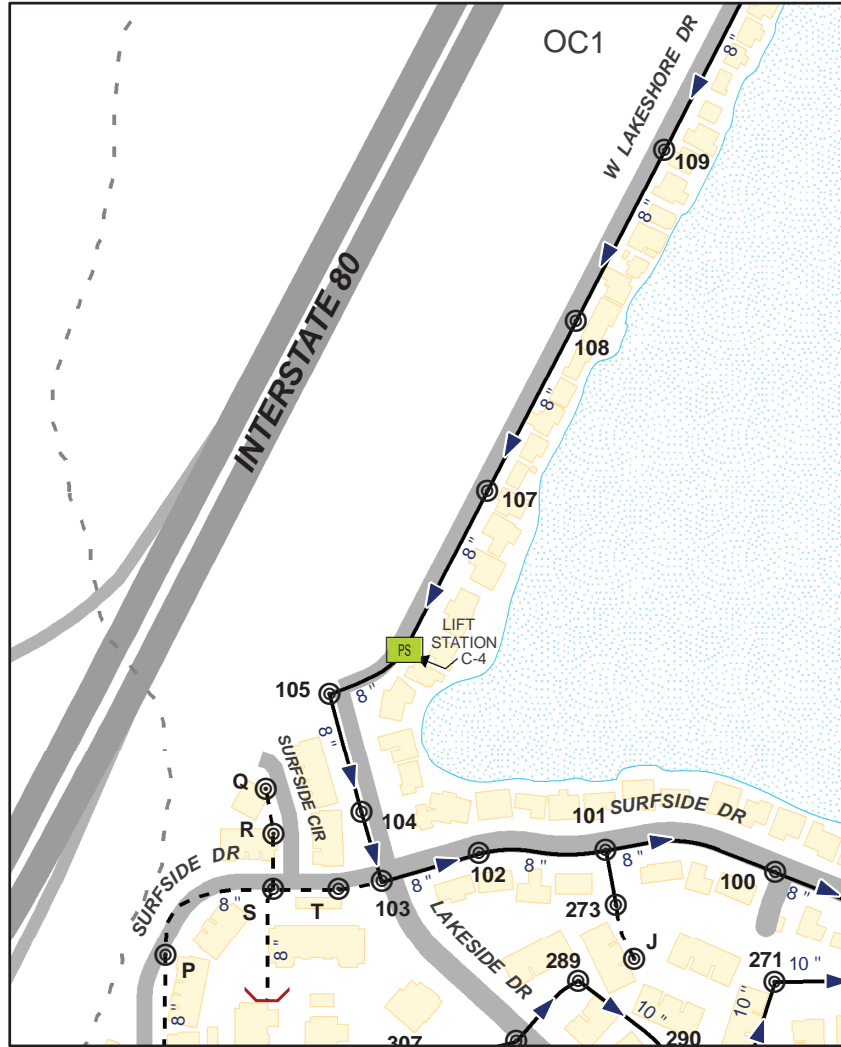 OC1
W LAKESHORE DR
8 "
109
8 "
INTERSTATE 80
108
8 "
107
8 "
LIFT
STATION
C-4
PS
105
8 "
8 "
SURFSIDE CIR
Q
R
104
101
SURFSIDE DR
SURFSIDE DR
8 "
S
T
103
8 "
102
8 "
8 "
100
8 "
273
J
LAKESIDE DR
P
8 "
8 "
289
271
10 "
10 "
10 "
290
307